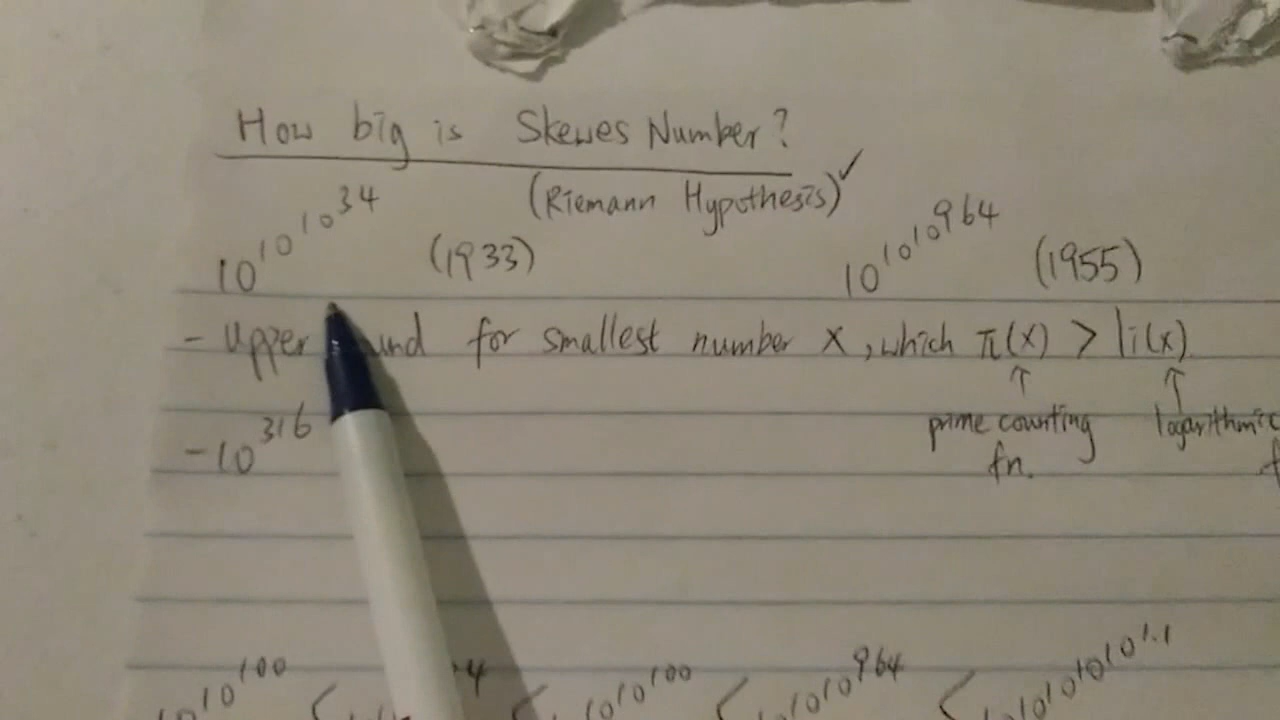 How big is Skewes Number?
(Riemann Hypothesis)✓
10^10^10^34 (1933) 10^10^10^964 (1955)
- Upper for smallest number x, which π(x) > li(x)
↑ ↑
prime counting logarithmic
fn.
- 10^316
10^10^100 < < 10^10^100 < 10^10^10^964 < 10^10^10^10^1.1